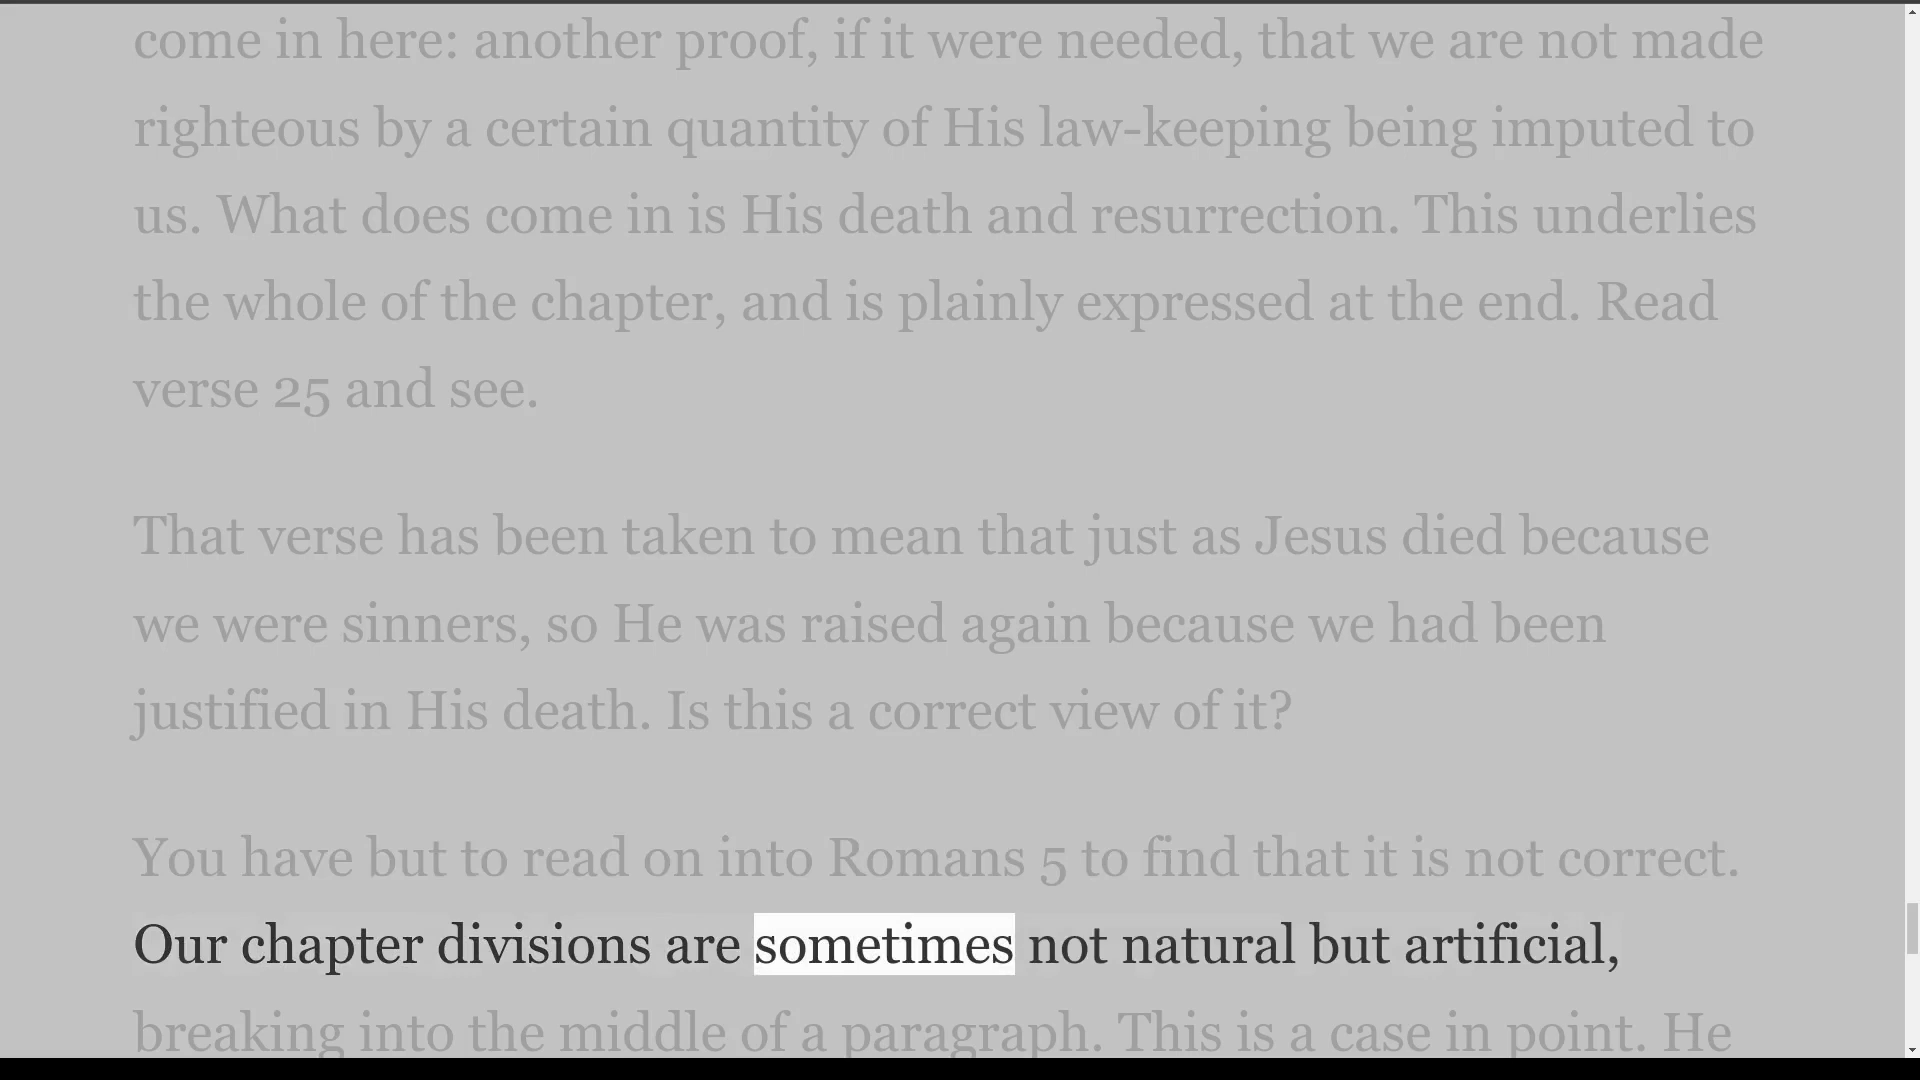 come in here: another proof, if it were needed, that we are not made
righteous by a certain quantity of His law-keeping being imputed to
us. What does come in is His death and resurrection. This underlies
the whole of the chapter, and is plainly expressed at the end. Read
verse 25 and see.
That verse has been taken to mean that just as Jesus died because
we were sinners, so He was raised again because we had been
justified in His death. Is this a correct view of it?
You have but to read on into Romans 5 to find that it is not correct.
Our chapter divisions are sometimes not natural but artificial,
breaking into the middle of a paragraph. This is a case in point. He